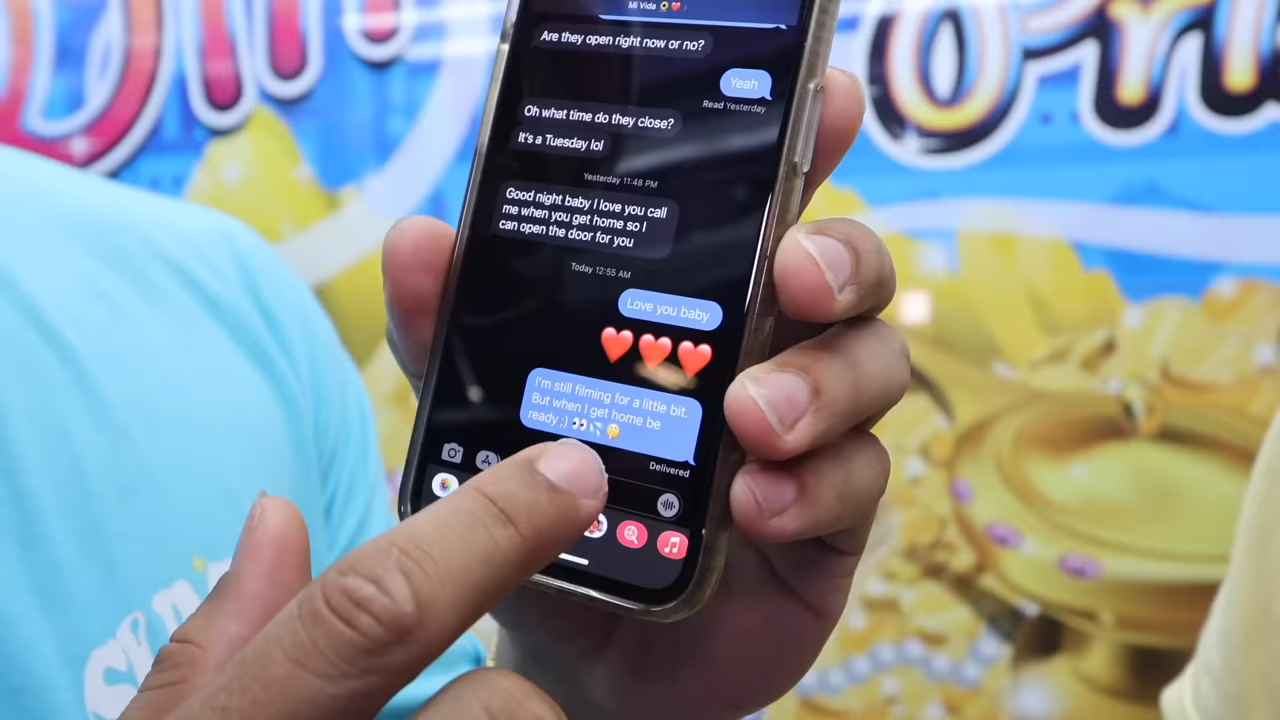 Mi Vida 🌻❤️
Are they open right now or no?
Yeah
Read Yesterday
Oh what time do they close?
It's a Tuesday lol
Yesterday 11:48 PM
Good night baby I love you call
me when you get home so I
can open the door for you
Today 12:55 AM
Love you baby
❤️❤️❤️
I'm still filming for a little bit.
But when I get home be
ready ;) 👀💦🤔
Delivered